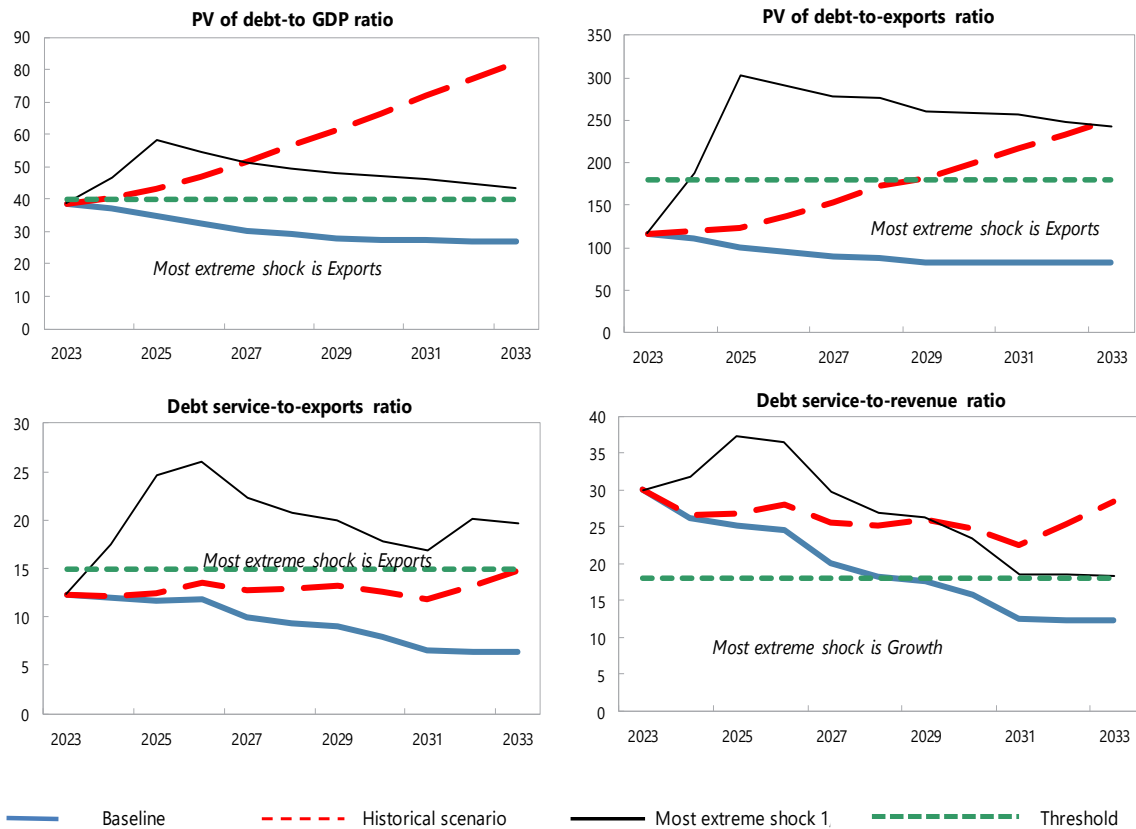 PV of debt-to GDP ratio
90
80
70
60
50
40
30
20
10
0
Most extreme shock is Exports
2023 2025 2027 2029 2031 2033
PV of debt-to-exports ratio
350
300
250
200
150
100
50
0
Most extreme shock is Exports
2023 2025 2027 2029 2031 2033
Debt service-to-exports ratio
30
25
20
15
10
5
0
Most extreme shock is Exports
2023 2025 2027 2029 2031 2033
Debt service-to-revenue ratio
40
35
30
25
20
15
10
5
0
Most extreme shock is Growth
2023 2025 2027 2029 2031 2033
Baseline Historical scenario Most extreme shock 1/ Threshold